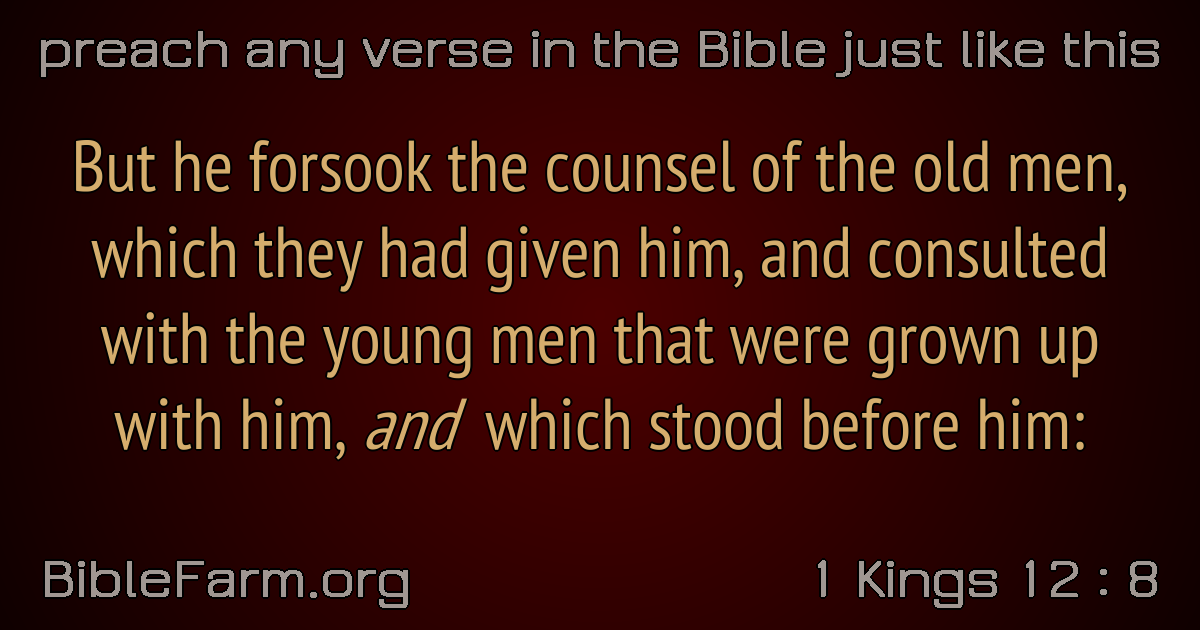 preach any verse in the Bible just like this
But he forsook the counsel of the old men,
which they had given him, and consulted
with the young men that were grown up
with him, and which stood before him:
BibleFarm.org
1 Kings 12 : 8